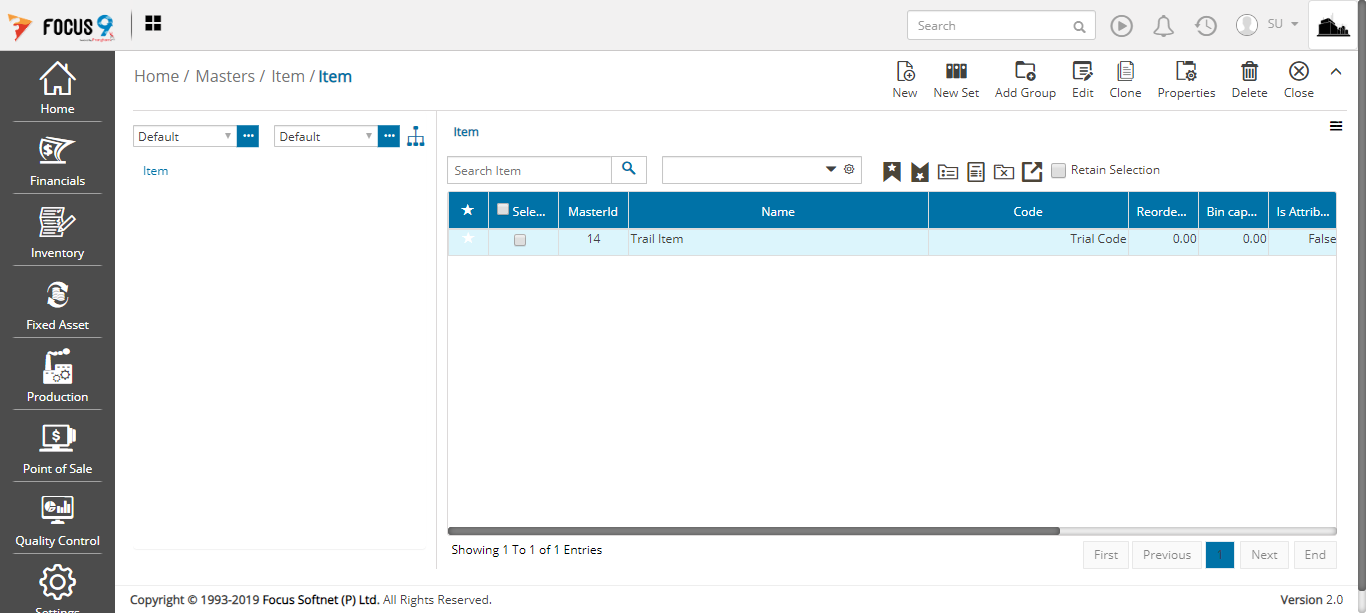 FOCUS 9
Search
SU
Home / Masters / Item / Item
New
New Set
Add Group
Edit
Clone
Properties
Delete
Close
Home
Financials
Inventory
Fixed Asset
Production
Point of Sale
Quality Control
Settings
Default
Default
Item
Item
Search Item
Retain Selection
Sele... MasterId Name Code Reorde... Bin cap... Is Attrib...
14 Trail Item Trial Code 0.00 0.00 False
Showing 1 To 1 of 1 Entries
First Previous 1 Next End
Copyright © 1993-2019 Focus Softnet (P) Ltd. All Rights Reserved.
Version 2.0